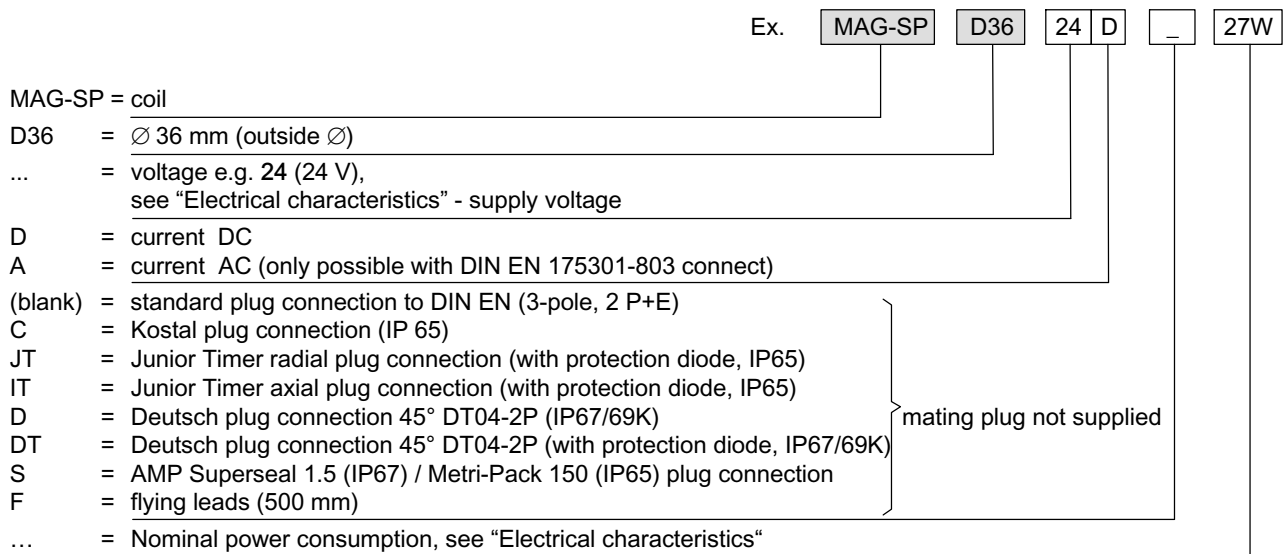 Ex. MAG-SP D36 24 D _ 27W
MAG-SP = coil
D36 = ∅ 36 mm (outside ∅)
... = voltage e.g. 24 (24 V),
see “Electrical characteristics” - supply voltage
D = current DC
A = current AC (only possible with DIN EN 175301-803 connect)
(blank) = standard plug connection to DIN EN (3-pole, 2 P+E)
C = Kostal plug connection (IP 65)
JT = Junior Timer radial plug connection (with protection diode, IP65)
IT = Junior Timer axial plug connection (with protection diode, IP65)
D = Deutsch plug connection 45° DT04-2P (IP67/69K)
mating plug not supplied
DT = Deutsch plug connection 45° DT04-2P (with protection diode, IP67/69K)
S = AMP Superseal 1.5 (IP67) / Metri-Pack 150 (IP65) plug connection
F = flying leads (500 mm)
… = Nominal power consumption, see “Electrical characteristics“